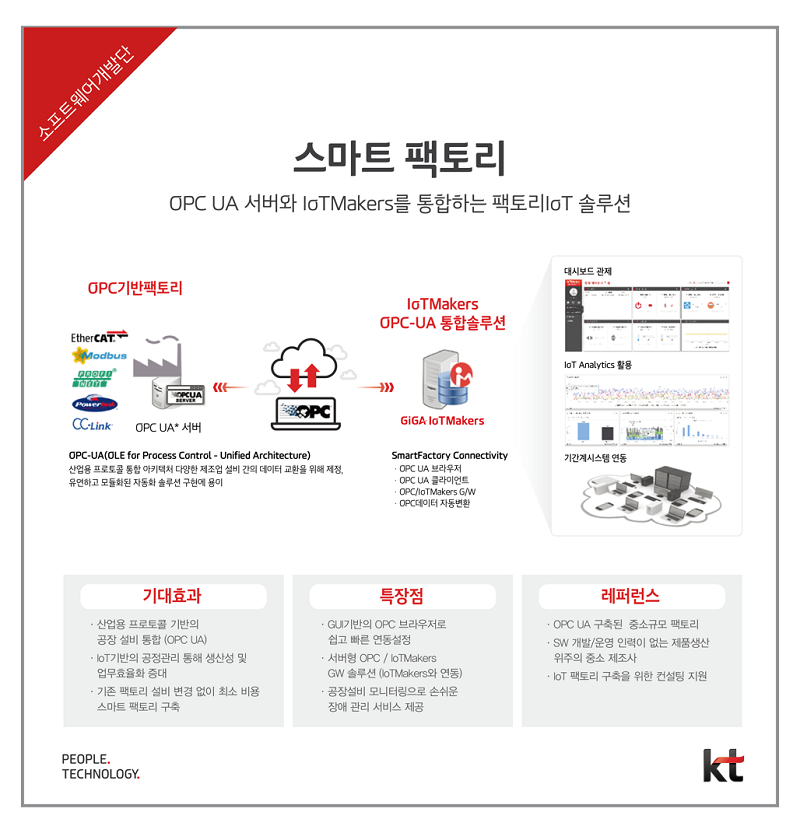 소프트웨어개발단
스마트 팩토리
OPC UA 서버와 IoTMakers를 통합하는 팩토리IoT 솔루션
OPC기반팩토리
EtherCAT
Modbus
PROFI
NET
Powerlink
CC-Link
OPCUA
SERVER
OPC UA* 서버
OPC
IoTMakers
OPC-UA 통합솔루션
GiGA IoTMakers
대시보드 관제
IoT Analytics 활용
기간계시스템 연동
OPC-UA(OLE for Process Control - Unified Architecture)
산업용 프로토콜 통합 아키텍처 다양한 제조업 설비 간의 데이터 교환을 위해 제정,
유연하고 모듈화된 자동화 솔루션 구현에 용이
SmartFactory Connectivity
· OPC UA 브라우저
· OPC UA 클라이언트
· OPC/IoTMakers G/W
· OPC데이터 자동변환
기대효과
· 산업용 프로토콜 기반의
공장 설비 통합 (OPC UA)
· IoT기반의 공정관리 통해 생산성 및
업무효율화 증대
· 기존 팩토리 설비 변경 없이 최소 비용
스마트 팩토리 구축
특장점
· GUI기반의 OPC 브라우저로
쉽고 빠른 연동설정
· 서버형 OPC / IoTMakers
GW 솔루션 (IoTMakers와 연동)
· 공장설비 모니터링으로 손쉬운
장애 관리 서비스 제공
레퍼런스
· OPC UA 구축된 중소규모 팩토리
· SW 개발/운영 인력이 없는 제품생산
위주의 중소 제조사
· IoT 팩토리 구축을 위한 컨설팅 지원
PEOPLE.
TECHNOLOGY.
kt